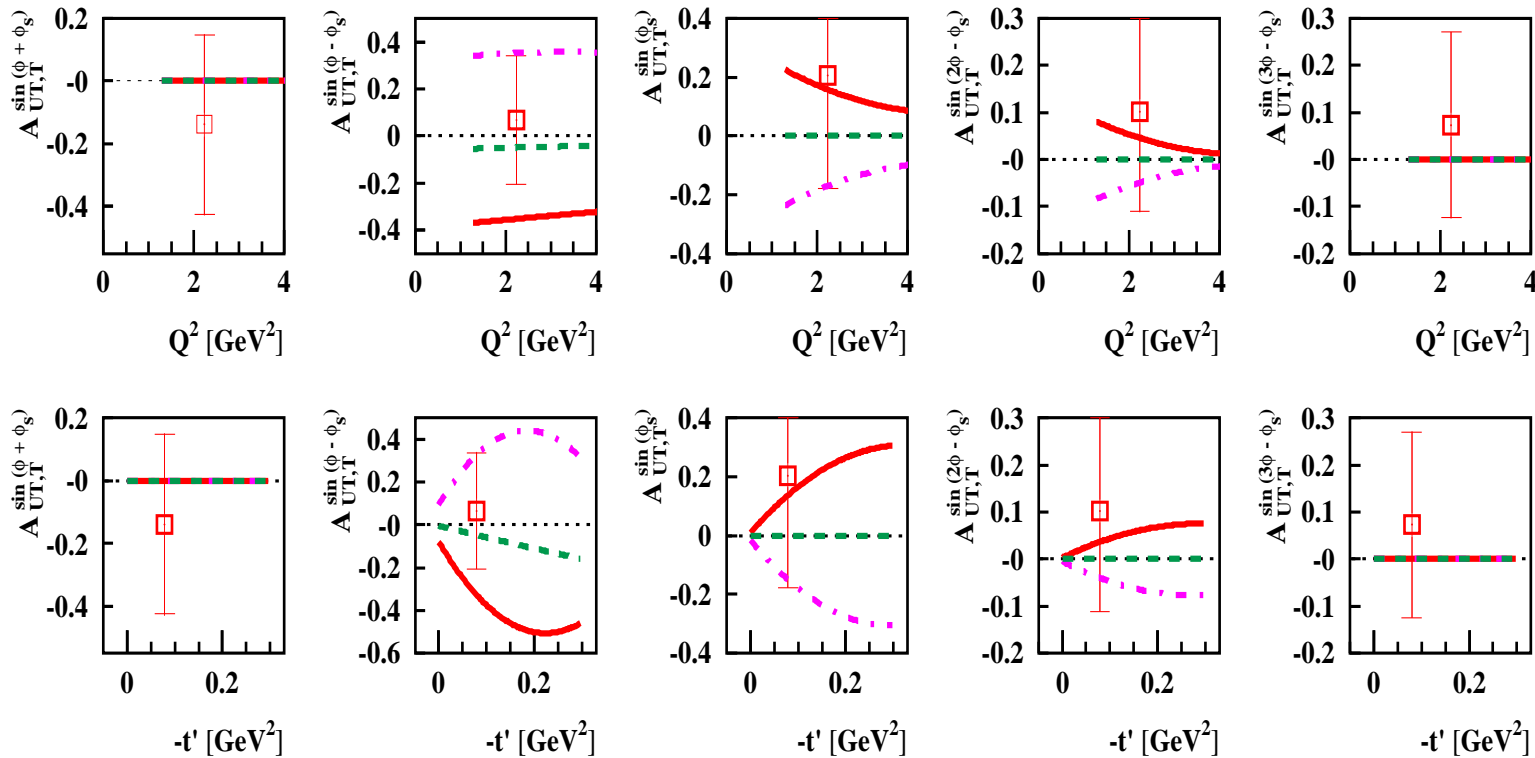 A UT,T sin (ϕ + ϕs)
0.2
-0
-0.2
-0.4
0 2 4
Q² [GeV²]
A UT,T sin (ϕ - ϕs)
0.4
0.2
0
-0.2
-0.4
0 2 4
Q² [GeV²]
A UT,T sin (ϕs)
0.4
0.2
0
-0.2
-0.4
0 2 4
Q² [GeV²]
A UT,T sin (2ϕ - ϕs)
0.3
0.2
0.1
-0
-0.1
-0.2
0 2 4
Q² [GeV²]
A UT,T sin (3ϕ - ϕs)
0.3
0.2
0.1
-0
-0.1
-0.2
0 2 4
Q² [GeV²]
A UT,T sin (ϕ + ϕs)
0.2
-0
-0.2
-0.4
0 0.2
-t' [GeV²]
A UT,T sin (ϕ - ϕs)
0.4
0.2
-0
-0.2
-0.4
-0.6
0 0.2
-t' [GeV²]
A UT,T sin (ϕs)
0.4
0.2
0
-0.2
-0.4
0 0.2
-t' [GeV²]
A UT,T sin (2ϕ - ϕs)
0.3
0.2
0.1
-0
-0.1
-0.2
0 0.2
-t' [GeV²]
A UT,T sin (3ϕ - ϕs)
0.3
0.2
0.1
-0
-0.1
-0.2
0 0.2
-t' [GeV²]